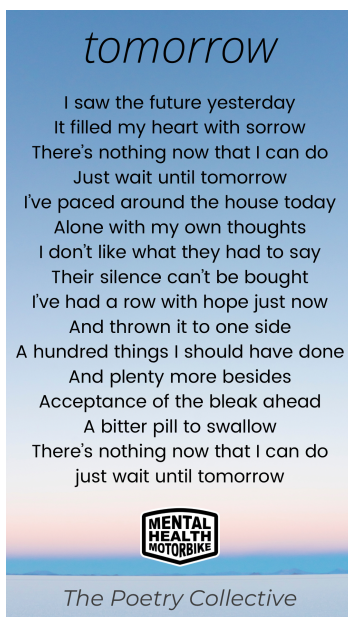 tomorrow
I saw the future yesterday
It filled my heart with sorrow
There's nothing now that I can do
Just wait until tomorrow
I've paced around the house today
Alone with my own thoughts
I don't like what they had to say
Their silence can't be bought
I've had a row with hope just now
And thrown it to one side
A hundred things I should have done
And plenty more besides
Acceptance of the bleak ahead
A bitter pill to swallow
There's nothing now that I can do
just wait until tomorrow
MENTAL
HEALTH
MOTORBIKE
The Poetry Collective